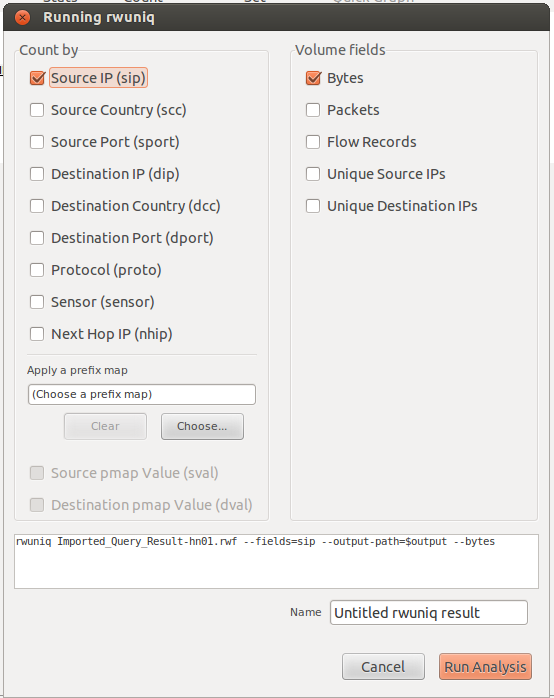 Quick Graph
Running rwuniq
Count by
Source IP (sip)
Source Country (scc)
Source Port (sport)
Destination IP (dip)
Destination Country (dcc)
Destination Port (dport)
Protocol (proto)
Sensor (sensor)
Next Hop IP (nhip)
Apply a prefix map
(Choose a prefix map)
Clear
Choose...
Source pmap Value (sval)
Destination pmap Value (dval)
Volume fields
Bytes
Packets
Flow Records
Unique Source IPs
Unique Destination IPs
rwuniq Imported_Query_Result-hn01.rwf --fields=sip --output-path=$output --bytes
Name
Untitled rwuniq result
Cancel
Run Analysis